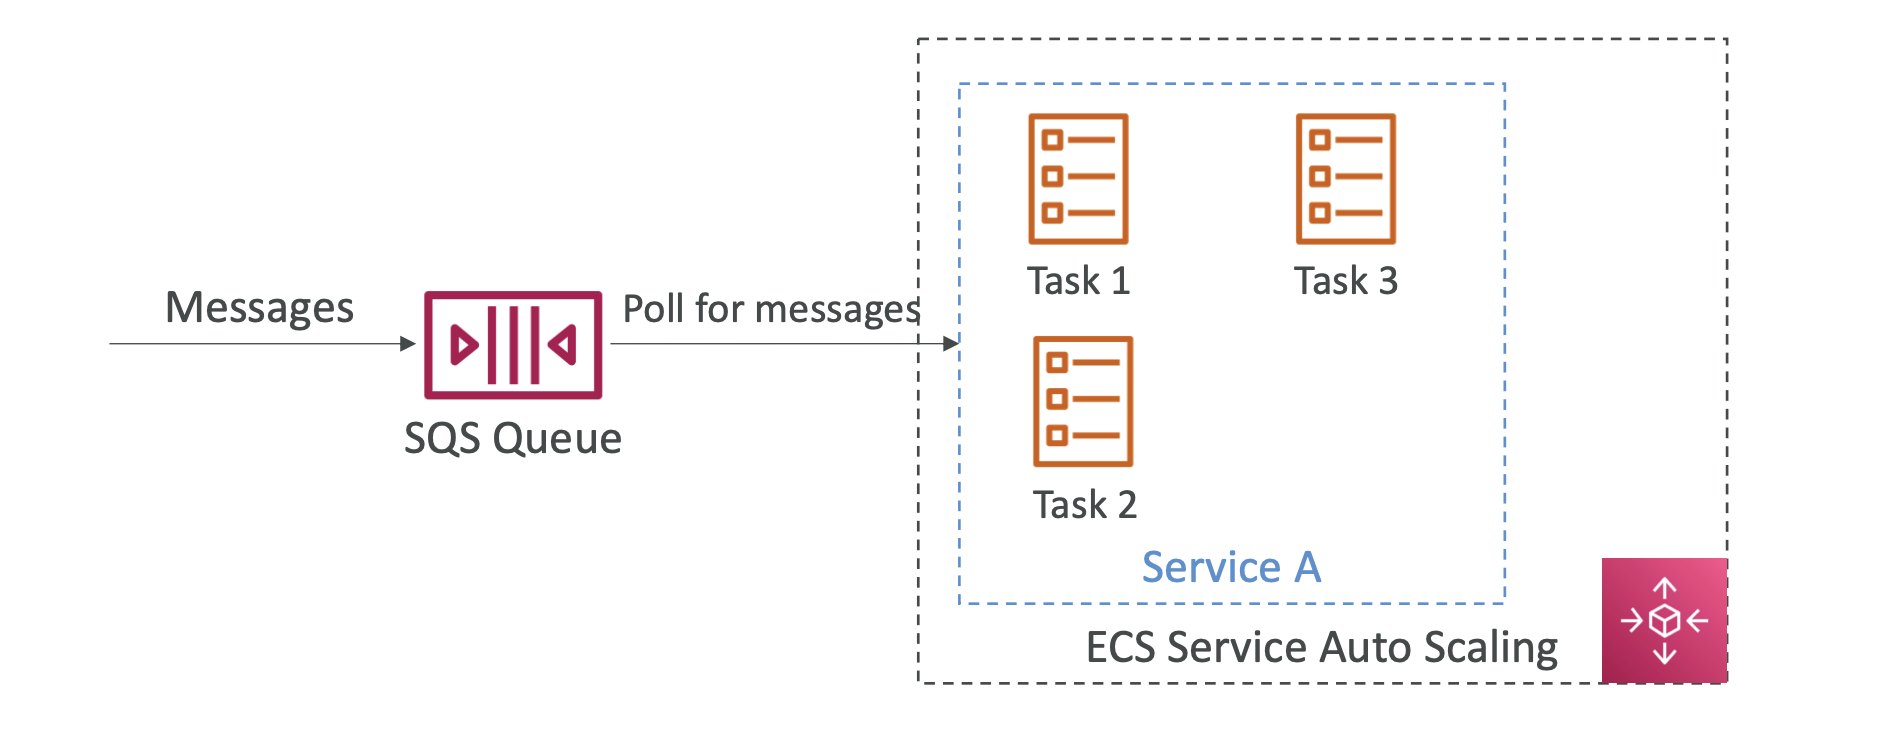 Messages
SQS Queue
Poll for messages
Task 1
Task 3
Task 2
Service A
ECS Service Auto Scaling